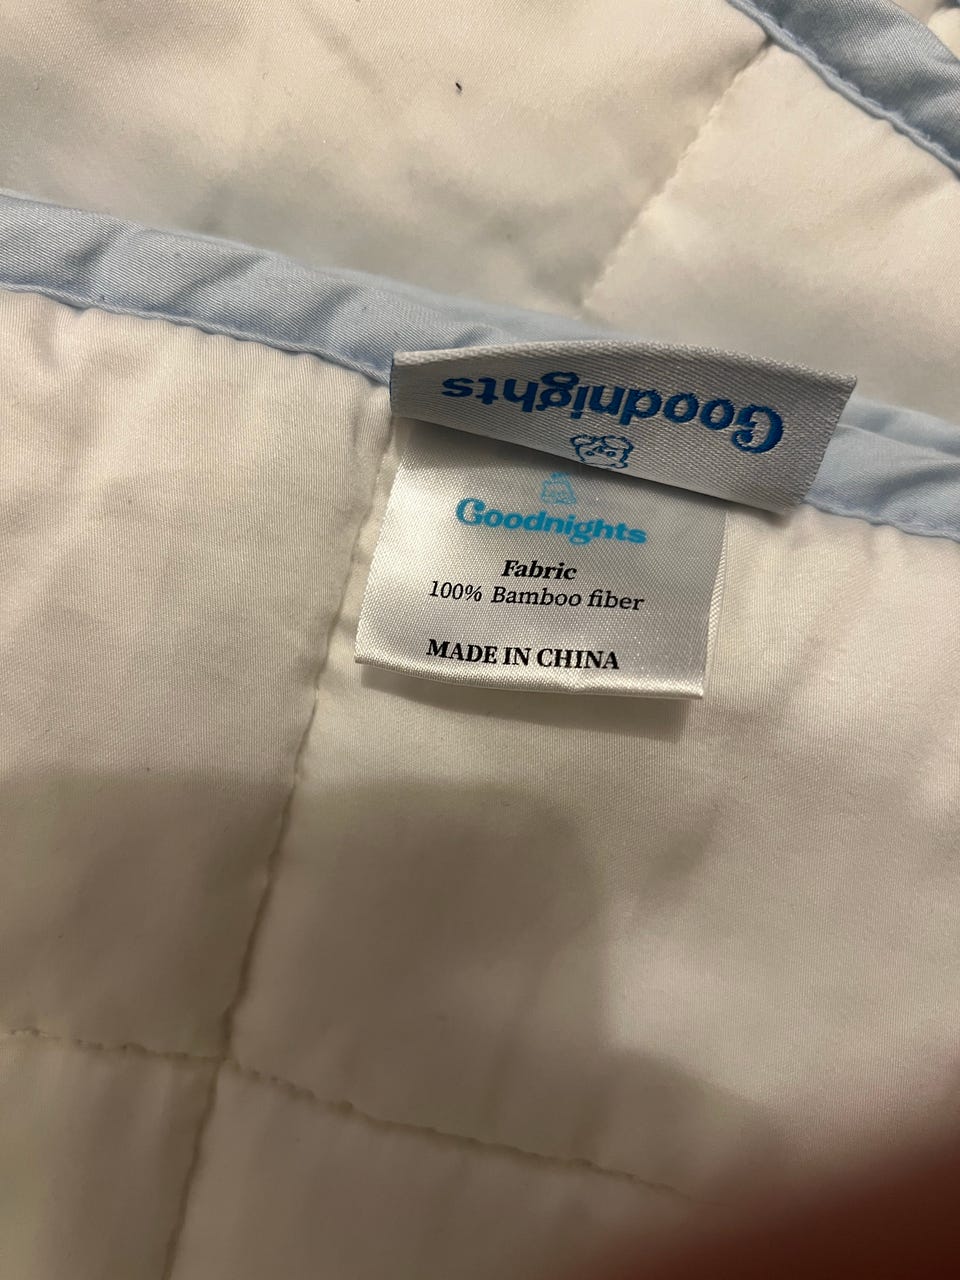 Goodnights
Goodnights
Fabric
100% Bamboo fiber
MADE IN CHINA